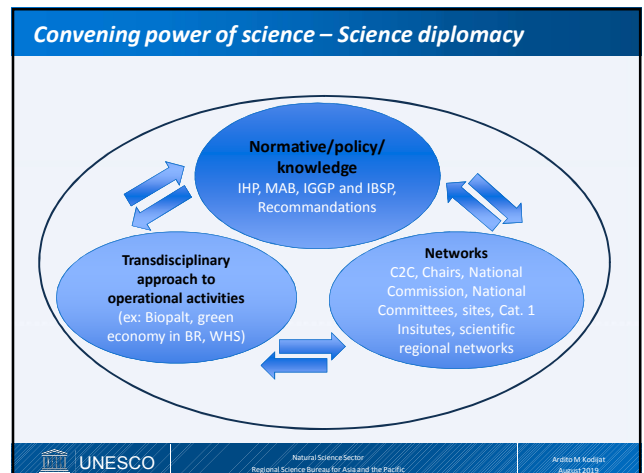 Convening power of science – Science diplomacy
Normative/policy/
knowledge
IHP, MAB, IGGP and IBSP,
Recommandations
Transdisciplinary
approach to
operational activities
(ex: Biopalt, green
economy in BR, WHS)
Networks
C2C, Chairs, National
Commission, National
Committees, sites, Cat. 1
Insitutes, scientific
regional networks
UNESCO
Natural Science Sector
Regional Science Bureau for Asia and the Pacific
Ardito M Kodijat
August 2019